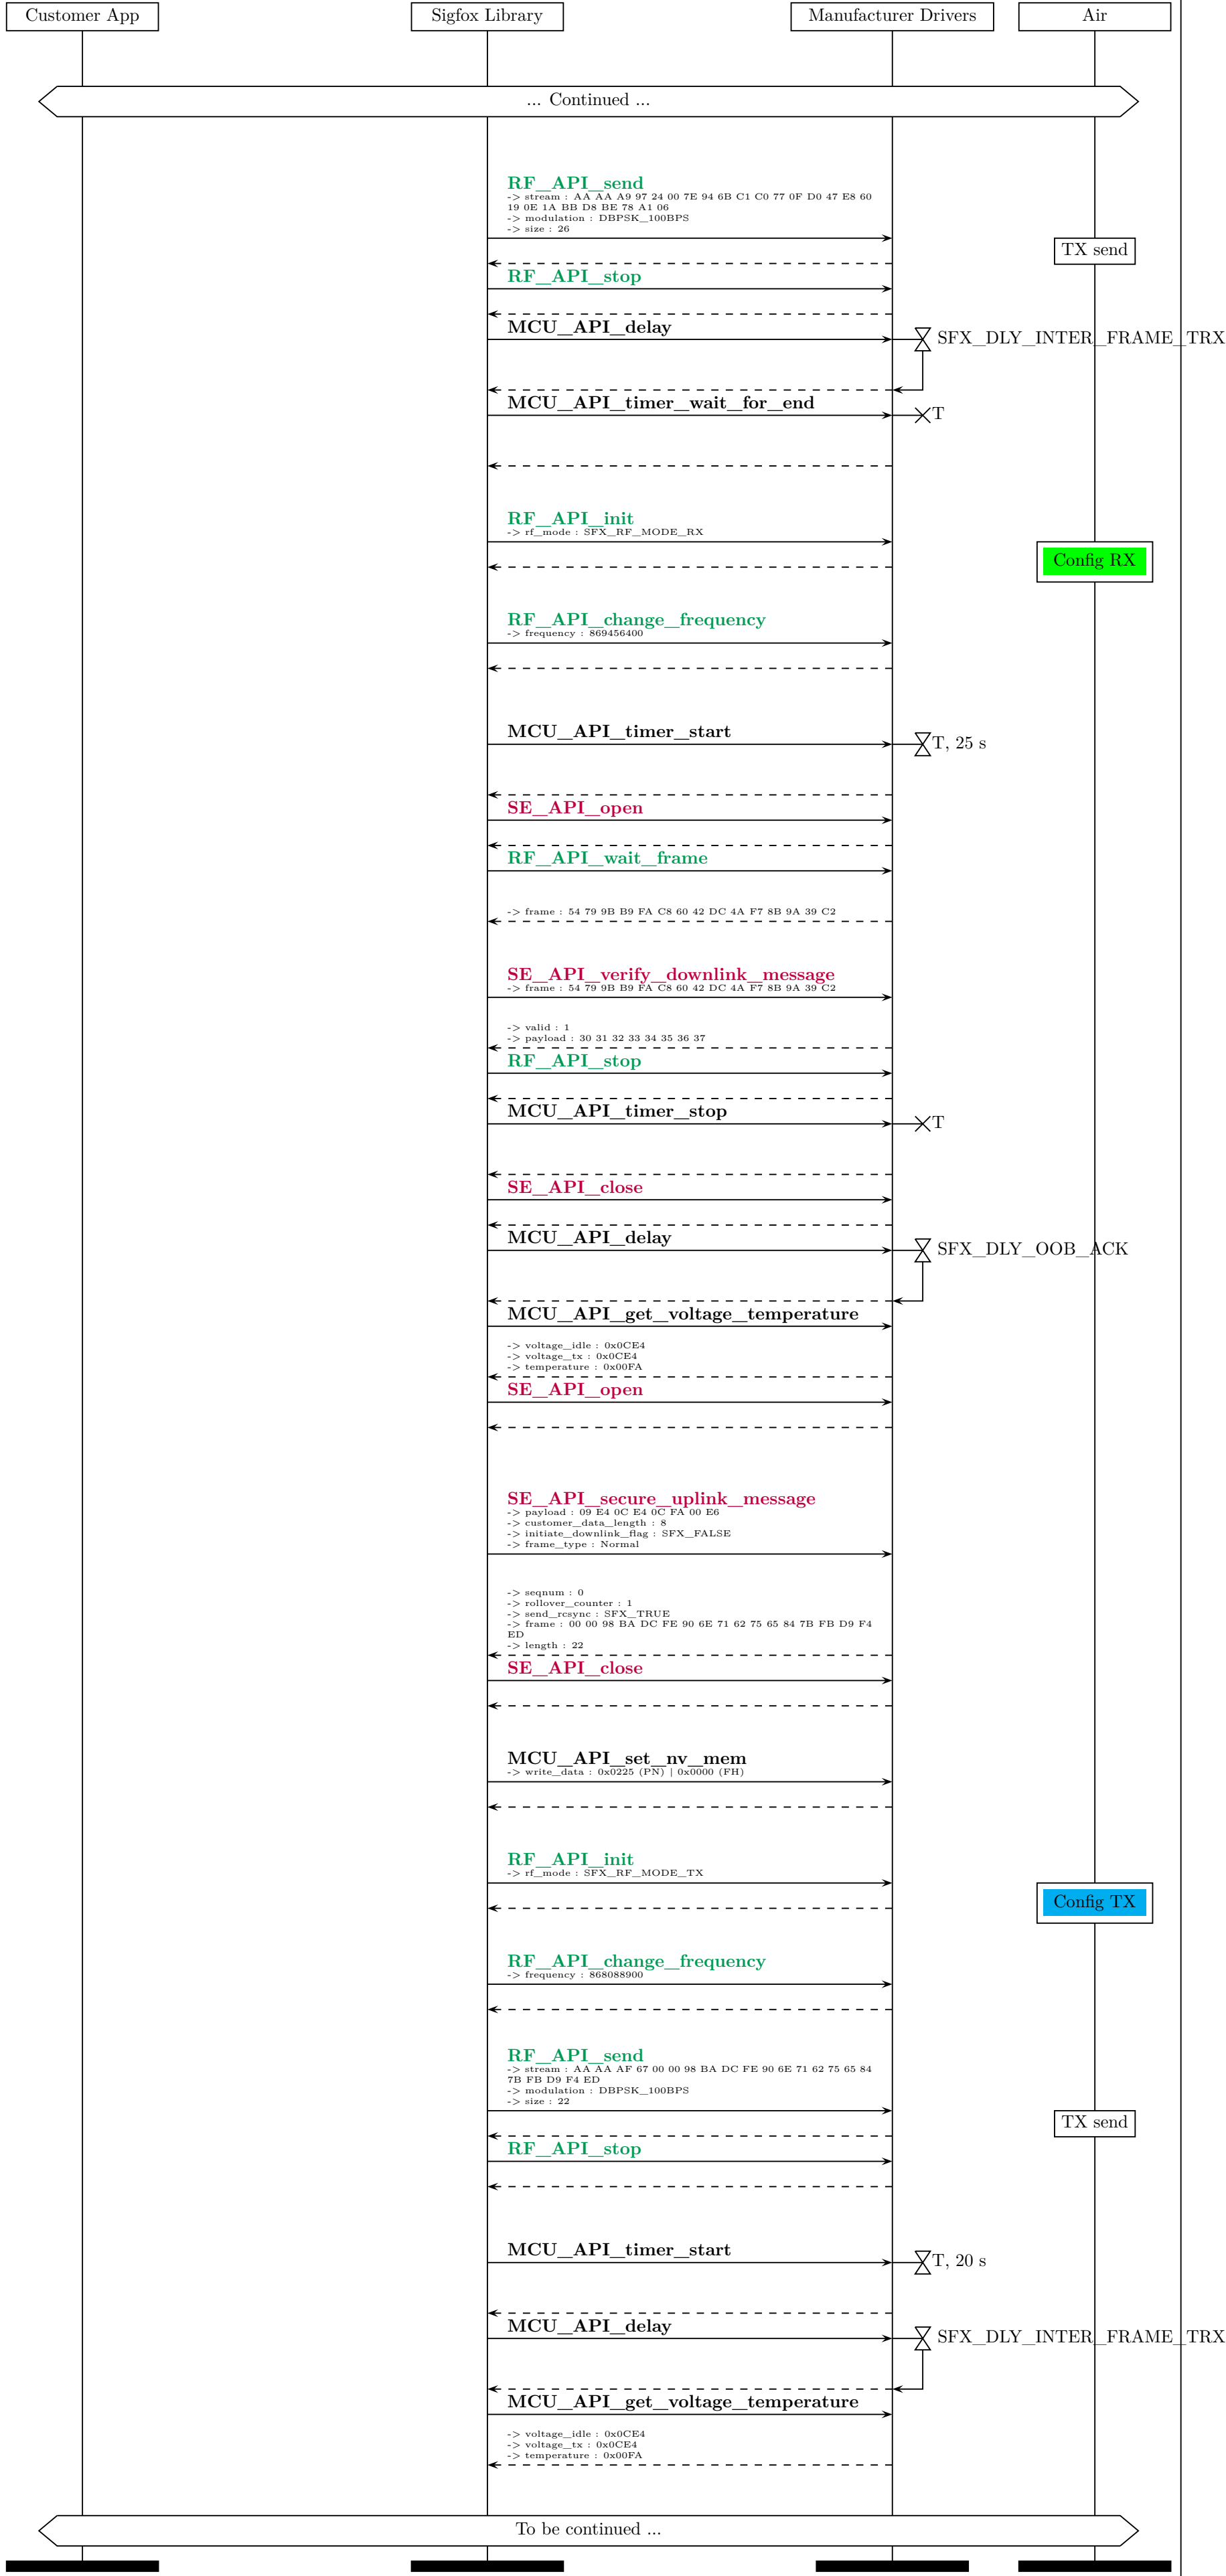 Customer App
Sigfox Library
Manufacturer Drivers
Air
... Continued ...
RF_API_send
-> stream : AA AA A9 97 24 00 7E 94 6B C1 C0 77 0F D0 47 E8 60
19 0E 1A BB D8 BE 78 A1 06
-> modulation : DBPSK_100BPS
-> size : 26
TX send
RF_API_stop
MCU_API_delay
SFX_DLY_INTER_FRAME_TRX
MCU_API_timer_wait_for_end
T
RF_API_init
-> rf_mode : SFX_RF_MODE_RX
Config RX
RF_API_change_frequency
-> frequency : 869456400
MCU_API_timer_start
T, 25 s
SE_API_open
RF_API_wait_frame
-> frame : 54 79 9B B9 FA C8 60 42 DC 4A F7 8B 9A 39 C2
SE_API_verify_downlink_message
-> frame : 54 79 9B B9 FA C8 60 42 DC 4A F7 8B 9A 39 C2
-> valid : 1
-> payload : 30 31 32 33 34 35 36 37
RF_API_stop
MCU_API_timer_stop
T
SE_API_close
MCU_API_delay
SFX_DLY_OOB_ACK
MCU_API_get_voltage_temperature
-> voltage_idle : 0x0CE4
-> voltage_tx : 0x0CE4
-> temperature : 0x00FA
SE_API_open
SE_API_secure_uplink_message
-> payload : 09 E4 0C E4 0C FA 00 E6
-> customer_data_length : 8
-> initiate_downlink_flag : SFX_FALSE
-> frame_type : Normal
-> seqnum : 0
-> rollover_counter : 1
-> send_rcsync : SFX_TRUE
-> frame : 00 00 98 BA DC FE 90 6E 71 62 75 65 84 7B FB D9 F4
ED
-> length : 22
SE_API_close
MCU_API_set_nv_mem
-> write_data : 0x0225 (PN) | 0x0000 (FH)
RF_API_init
-> rf_mode : SFX_RF_MODE_TX
Config TX
RF_API_change_frequency
-> frequency : 868088900
RF_API_send
-> stream : AA AA AF 67 00 00 98 BA DC FE 90 6E 71 62 75 65 84
7B FB D9 F4 ED
-> modulation : DBPSK_100BPS
-> size : 22
TX send
RF_API_stop
MCU_API_timer_start
T, 20 s
MCU_API_delay
SFX_DLY_INTER_FRAME_TRX
MCU_API_get_voltage_temperature
-> voltage_idle : 0x0CE4
-> voltage_tx : 0x0CE4
-> temperature : 0x00FA
To be continued ...